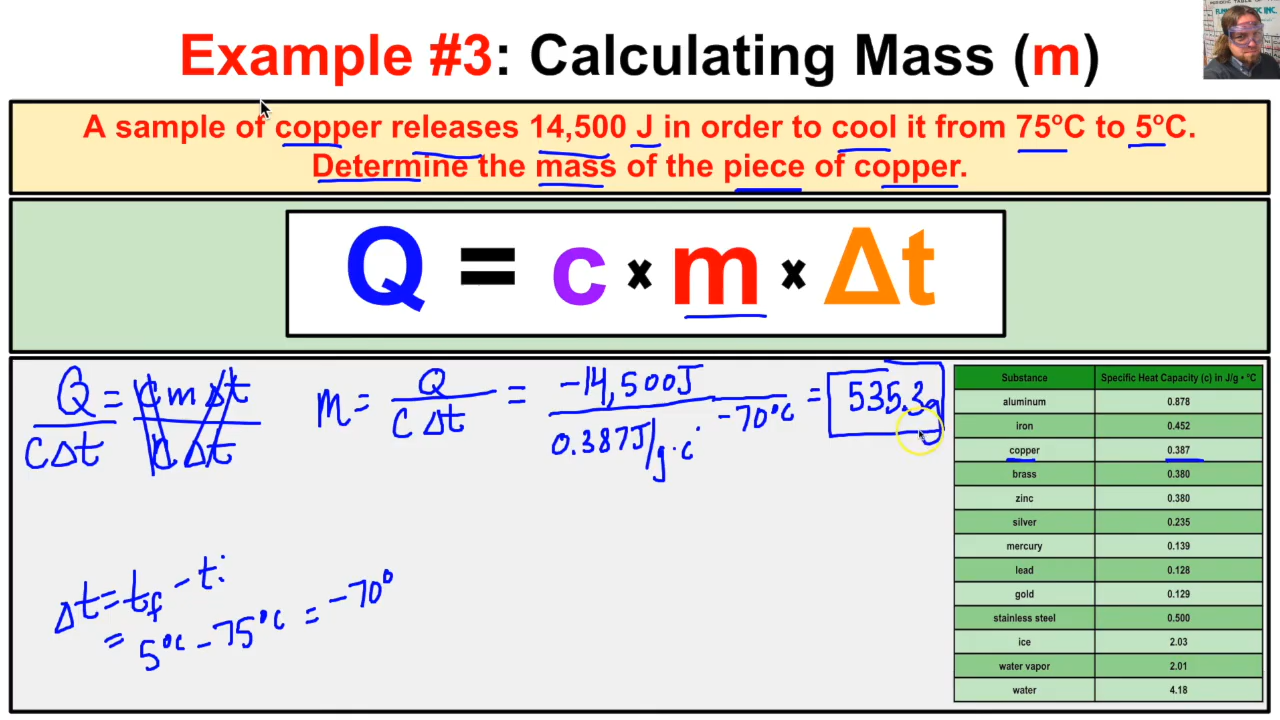 Example #3: Calculating Mass (m)
A sample of copper releases 14,500 J in order to cool it from 75ºC to 5ºC.
Determine the mass of the piece of copper.
Q = c × m × Δt
Q = c m Δt
c Δt c Δt
m = Q = -14,500J = 535.3g
c Δt 0.387J/g·c -70°C
Δt = tf - ti
= 5°C - 75°C = -70°
Substance Specific Heat Capacity (c) in J/g • °C
aluminum 0.878
iron 0.452
copper 0.387
brass 0.380
zinc 0.380
silver 0.235
mercury 0.139
lead 0.128
gold 0.129
stainless steel 0.500
ice 2.03
water vapor 2.01
water 4.18